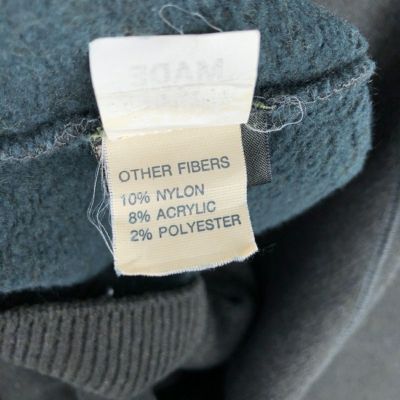 OTHER FIBERS
10% NYLON
8% ACRYLIC
2% POLYESTER